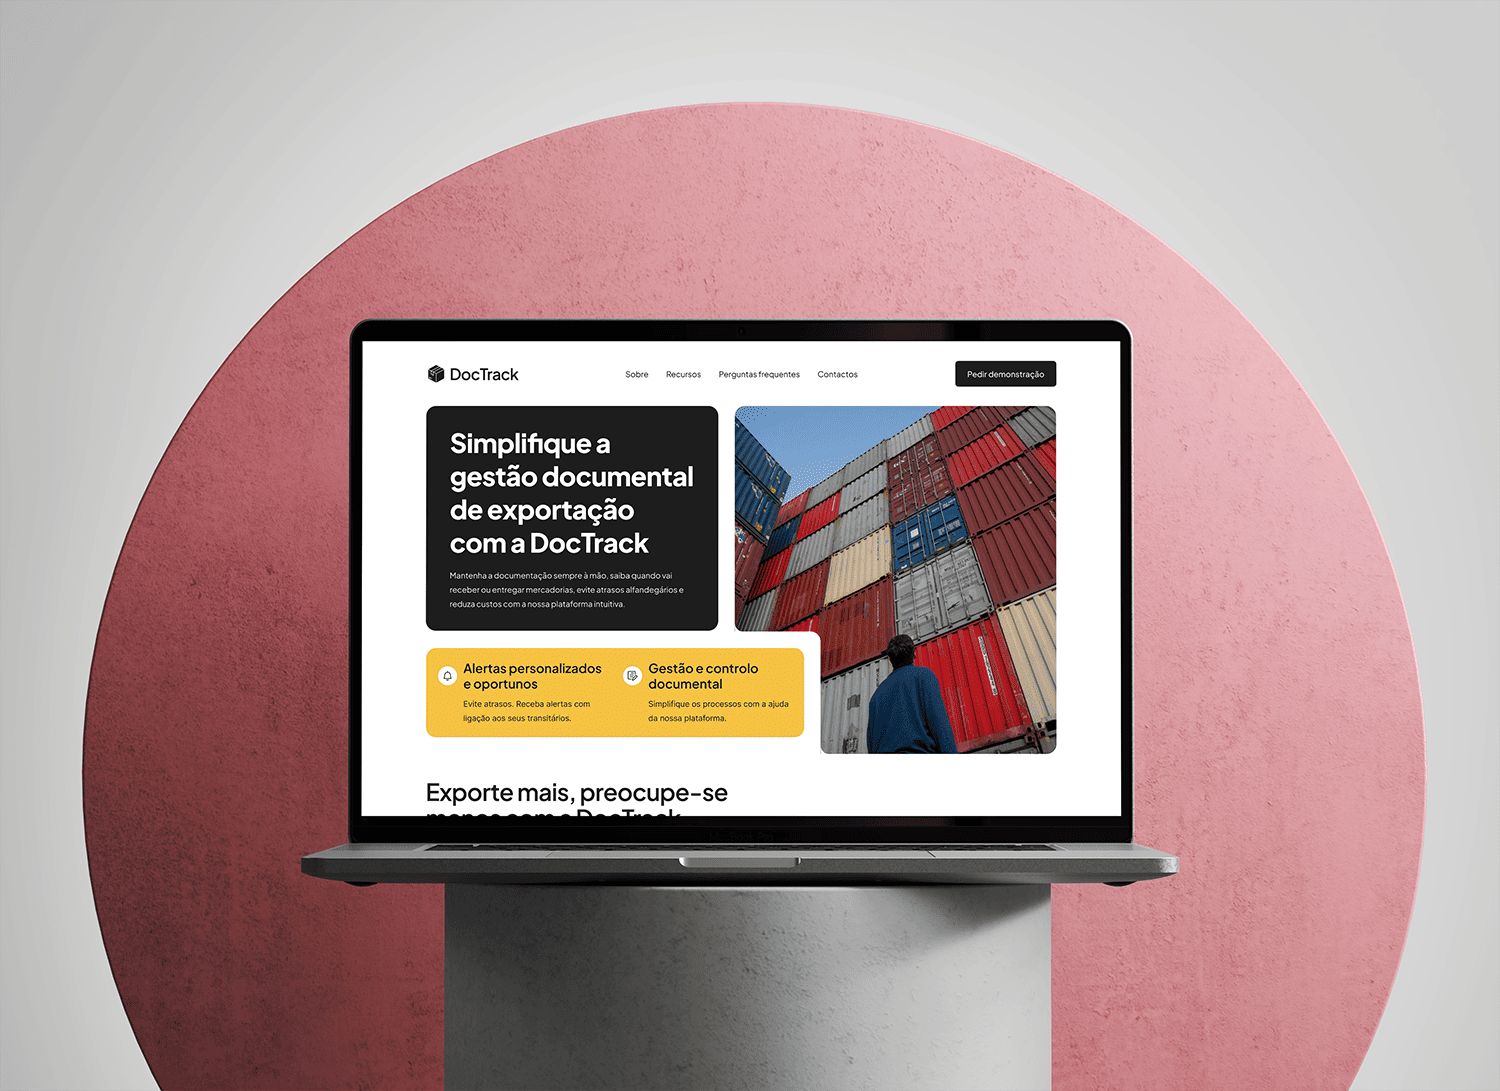 DocTrack
Sobre
Recursos
Perguntas frequentes
Contactos
Pedir demonstração
Simplifique a
gestão documental
de exportação
com a DocTrack
Mantenha a documentação sempre à mão, saiba quando vai
receber ou entregar mercadorias, evite atrasos alfandegários e
reduza custos com a nossa plataforma intuitiva.
Alertas personalizados
e oportunos
Evite atrasos. Receba alertas com
ligação aos seus transitários.
Gestão e controlo
documental
Simplifique os processos com a ajuda
da nossa plataforma.
Exporte mais, preocupe-se
menos com a DocTrack